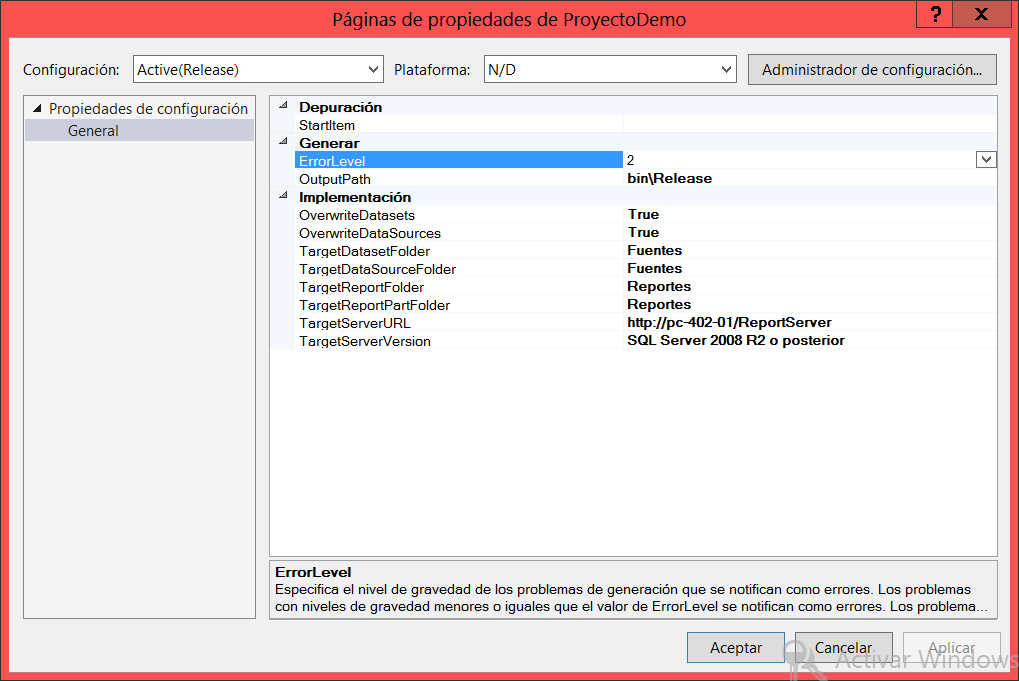 Páginas de propiedades de ProyectoDemo
?
X
Configuración: Active(Release) Plataforma: N/D Administrador de configuración...
Propiedades de configuración
General
Depuración
StartItem
Generar
ErrorLevel 2
OutputPath bin\Release
Implementación
OverwriteDatasets True
OverwriteDataSources True
TargetDatasetFolder Fuentes
TargetDataSourceFolder Fuentes
TargetReportFolder Reportes
TargetReportPartFolder Reportes
TargetServerURL http://pc-402-01/ReportServer
TargetServerVersion SQL Server 2008 R2 o posterior
ErrorLevel
Especifica el nivel de gravedad de los problemas de generación que se notifican como errores. Los problemas
con niveles de gravedad menores o iguales que el valor de ErrorLevel se notifican como errores. Los problema...
Aceptar Cancelar Aplicar
Activar Windows